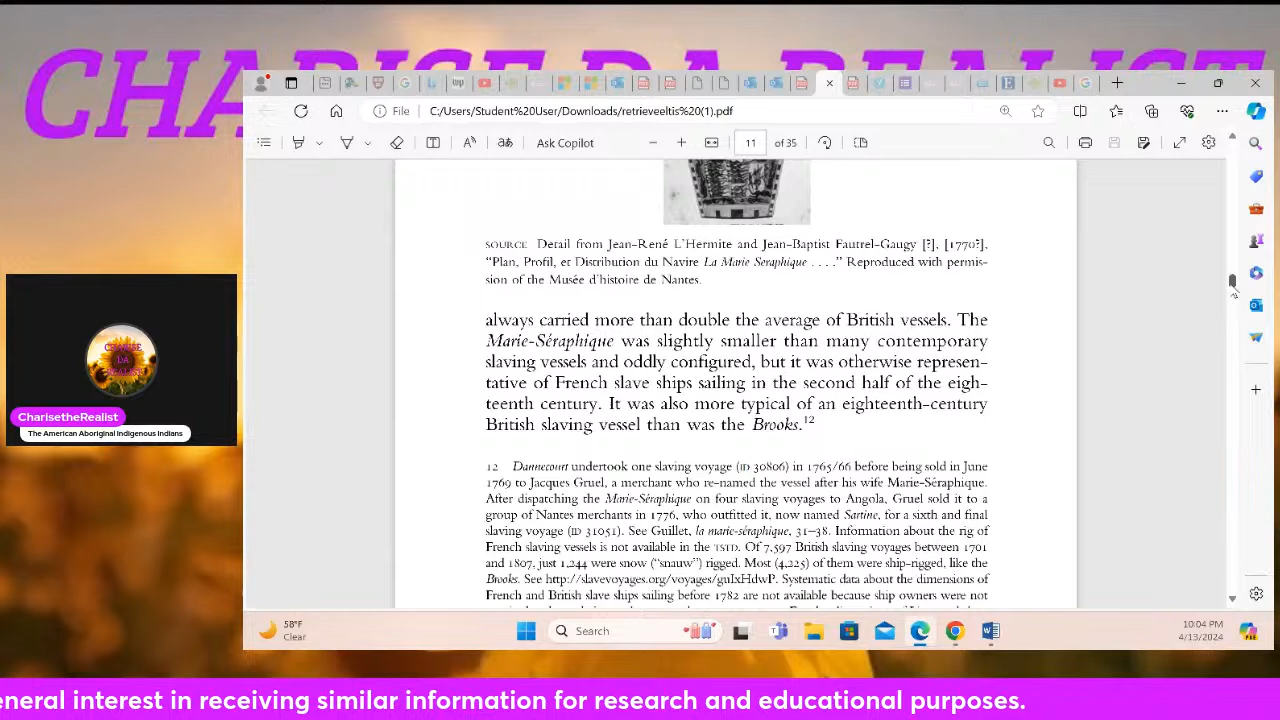 CHARISE DA REALIST
File
C:/Users/Student%20User/Downloads/retrieveeltis%20(1).pdf
Ask Copilot
11
of 35
SOURCE Detail from Jean-René L'Hermite and Jean-Baptist Fautrel-Gaugy [?], [1770?],
"Plan, Profil, et Distribution du Navire La Marie Seraphique . . . ." Reproduced with permis-
sion of the Musée d'histoire de Nantes.
always carried more than double the average of British vessels. The
Marie-Séraphique was slightly smaller than many contemporary
slaving vessels and oddly configured, but it was otherwise represen-
tative of French slave ships sailing in the second half of the eigh-
teenth century. It was also more typical of an eighteenth-century
British slaving vessel than was the Brooks.12
12 Dannecourt undertook one slaving voyage (ID 30806) in 1765/66 before being sold in June
1769 to Jacques Gruel, a merchant who re-named the vessel after his wife Marie-Séraphique.
After dispatching the Marie-Séraphique on four slaving voyages to Angola, Gruel sold it to a
group of Nantes merchants in 1776, who outfitted it, now named Sartine, for a sixth and final
slaving voyage (ID 31051). See Guillet, la marie-séraphique, 31–38. Information about the rig of
French slaving vessels is not available in the TSTD. Of 7,597 British slaving voyages between 1701
and 1807, just 1,244 were snow ("snauw") rigged. Most (4,225) of them were ship-rigged, like the
Brooks. See http://slavevoyages.org/voyages/guIxHdwP. Systematic data about the dimensions of
French and British slave ships sailing before 1782 are not available because ship owners were not
CHARISE
DA
REALIST
CharisetheRealist
The American Aboriginal Indigenous Indians
58°F
Clear
Search
10:04 PM
4/13/2024
eneral interest in receiving similar information for research and educational purposes.